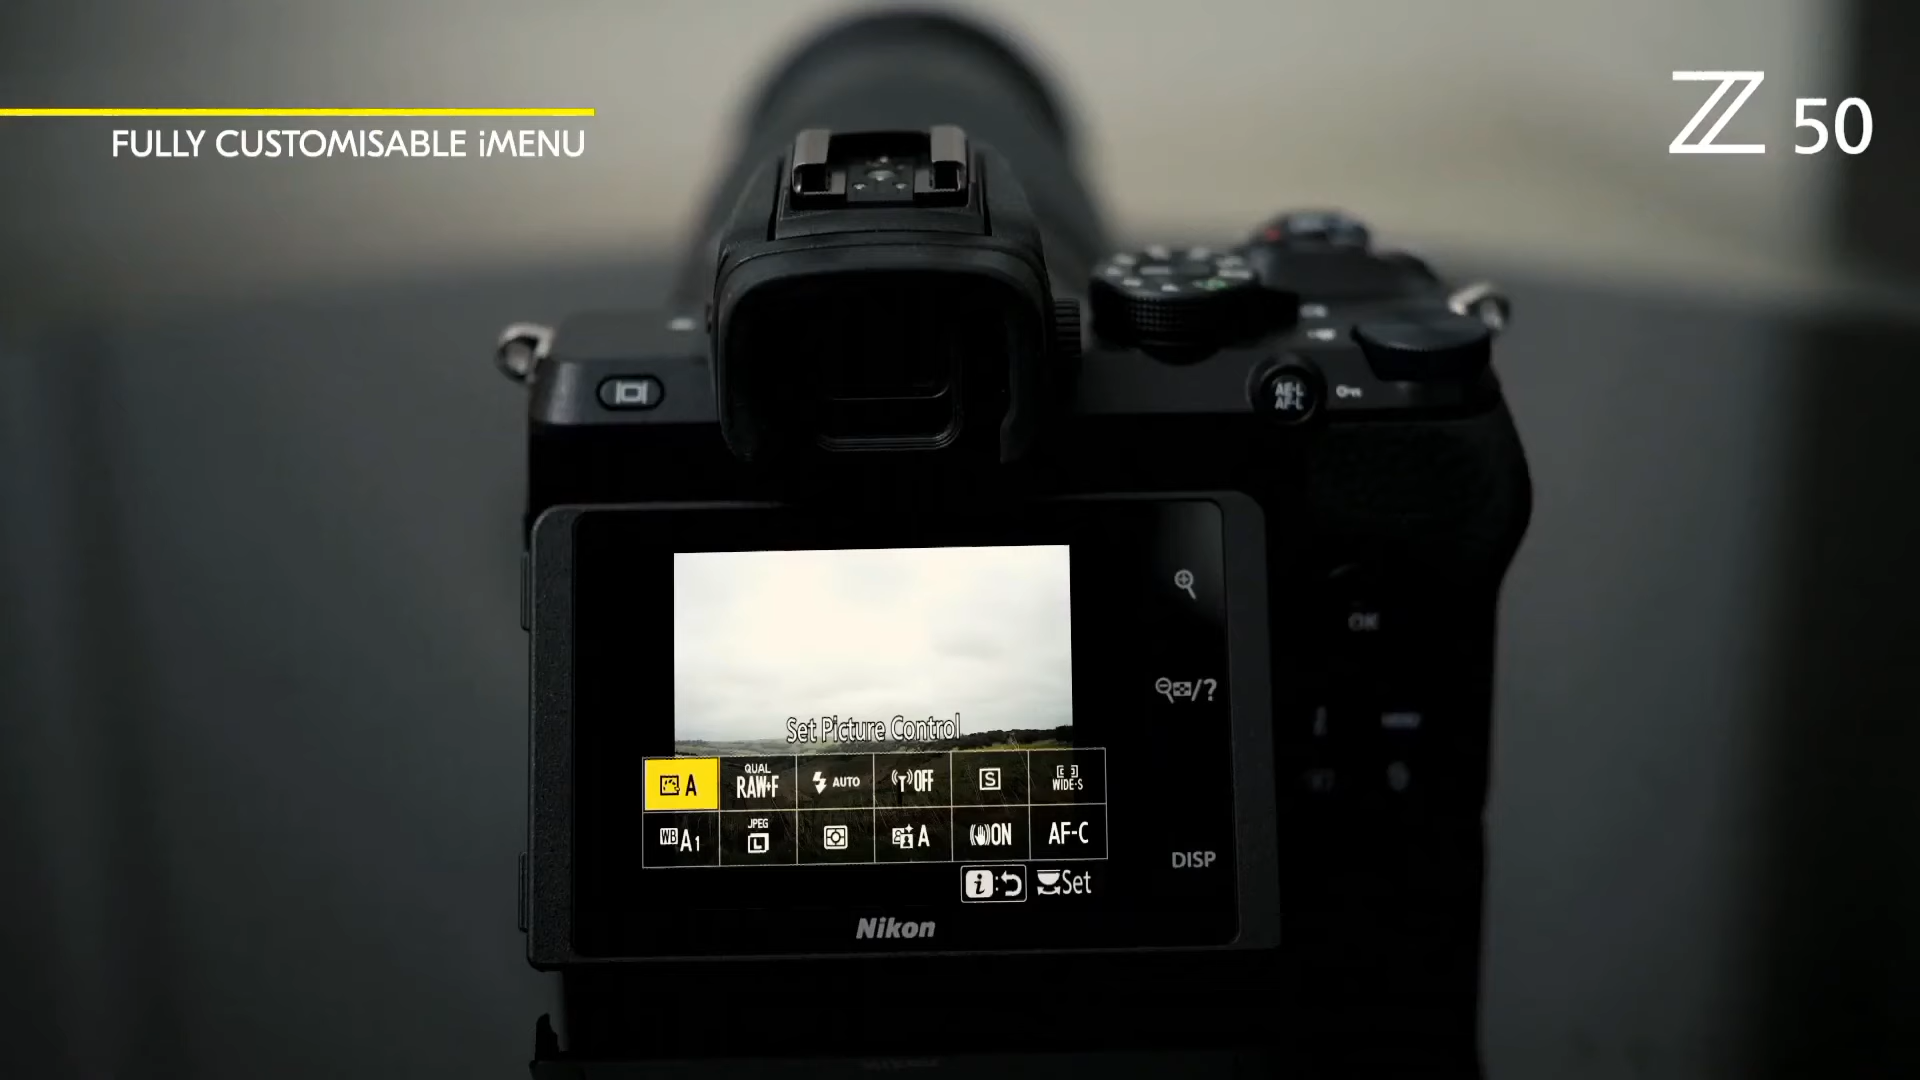 FULLY CUSTOMISABLE iMENU
Z 50
AE-L
AF-L
OK
Set Picture Control
A
QUAL
RAW+F
AUTO
OFF
S
WIDE-S
WB A1
JPEG
L
A
ON
AF-C
i
Set
/?
DISP
MENU
Nikon